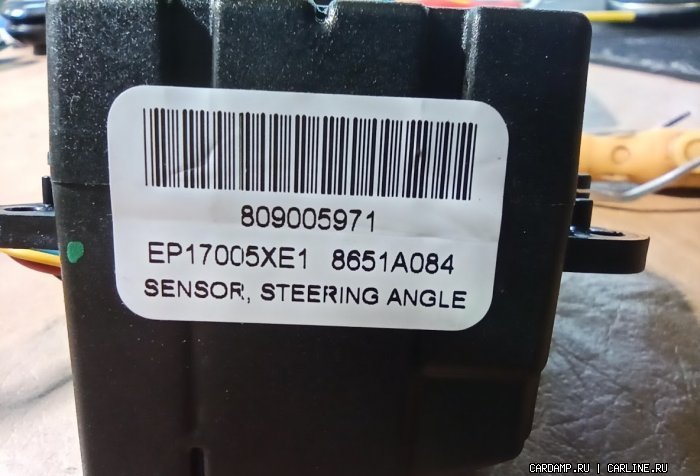 809005971
EP17005XE1 8651A084
SENSOR, STEERING ANGLE
CARDAMP.RU | CARLINE.RU